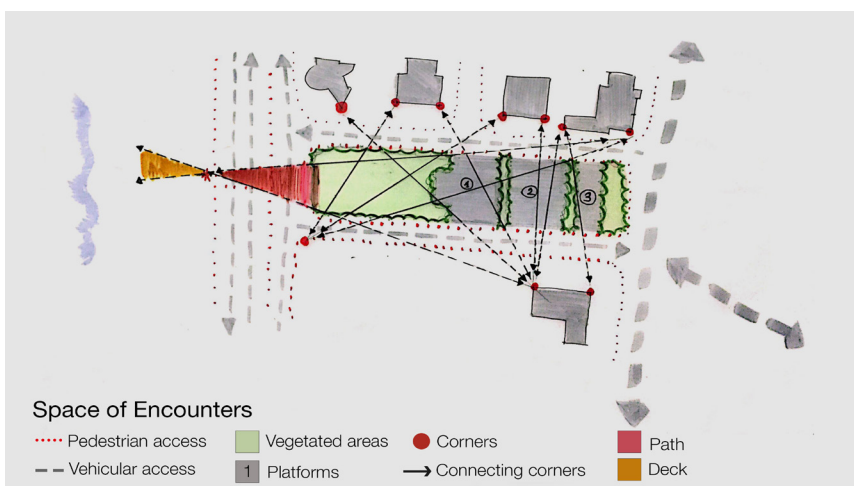 1
2
3
Space of Encounters
Pedestrian access
Vegetated areas
Corners
Path
Vehicular access
1 Platforms
Connecting corners
Deck